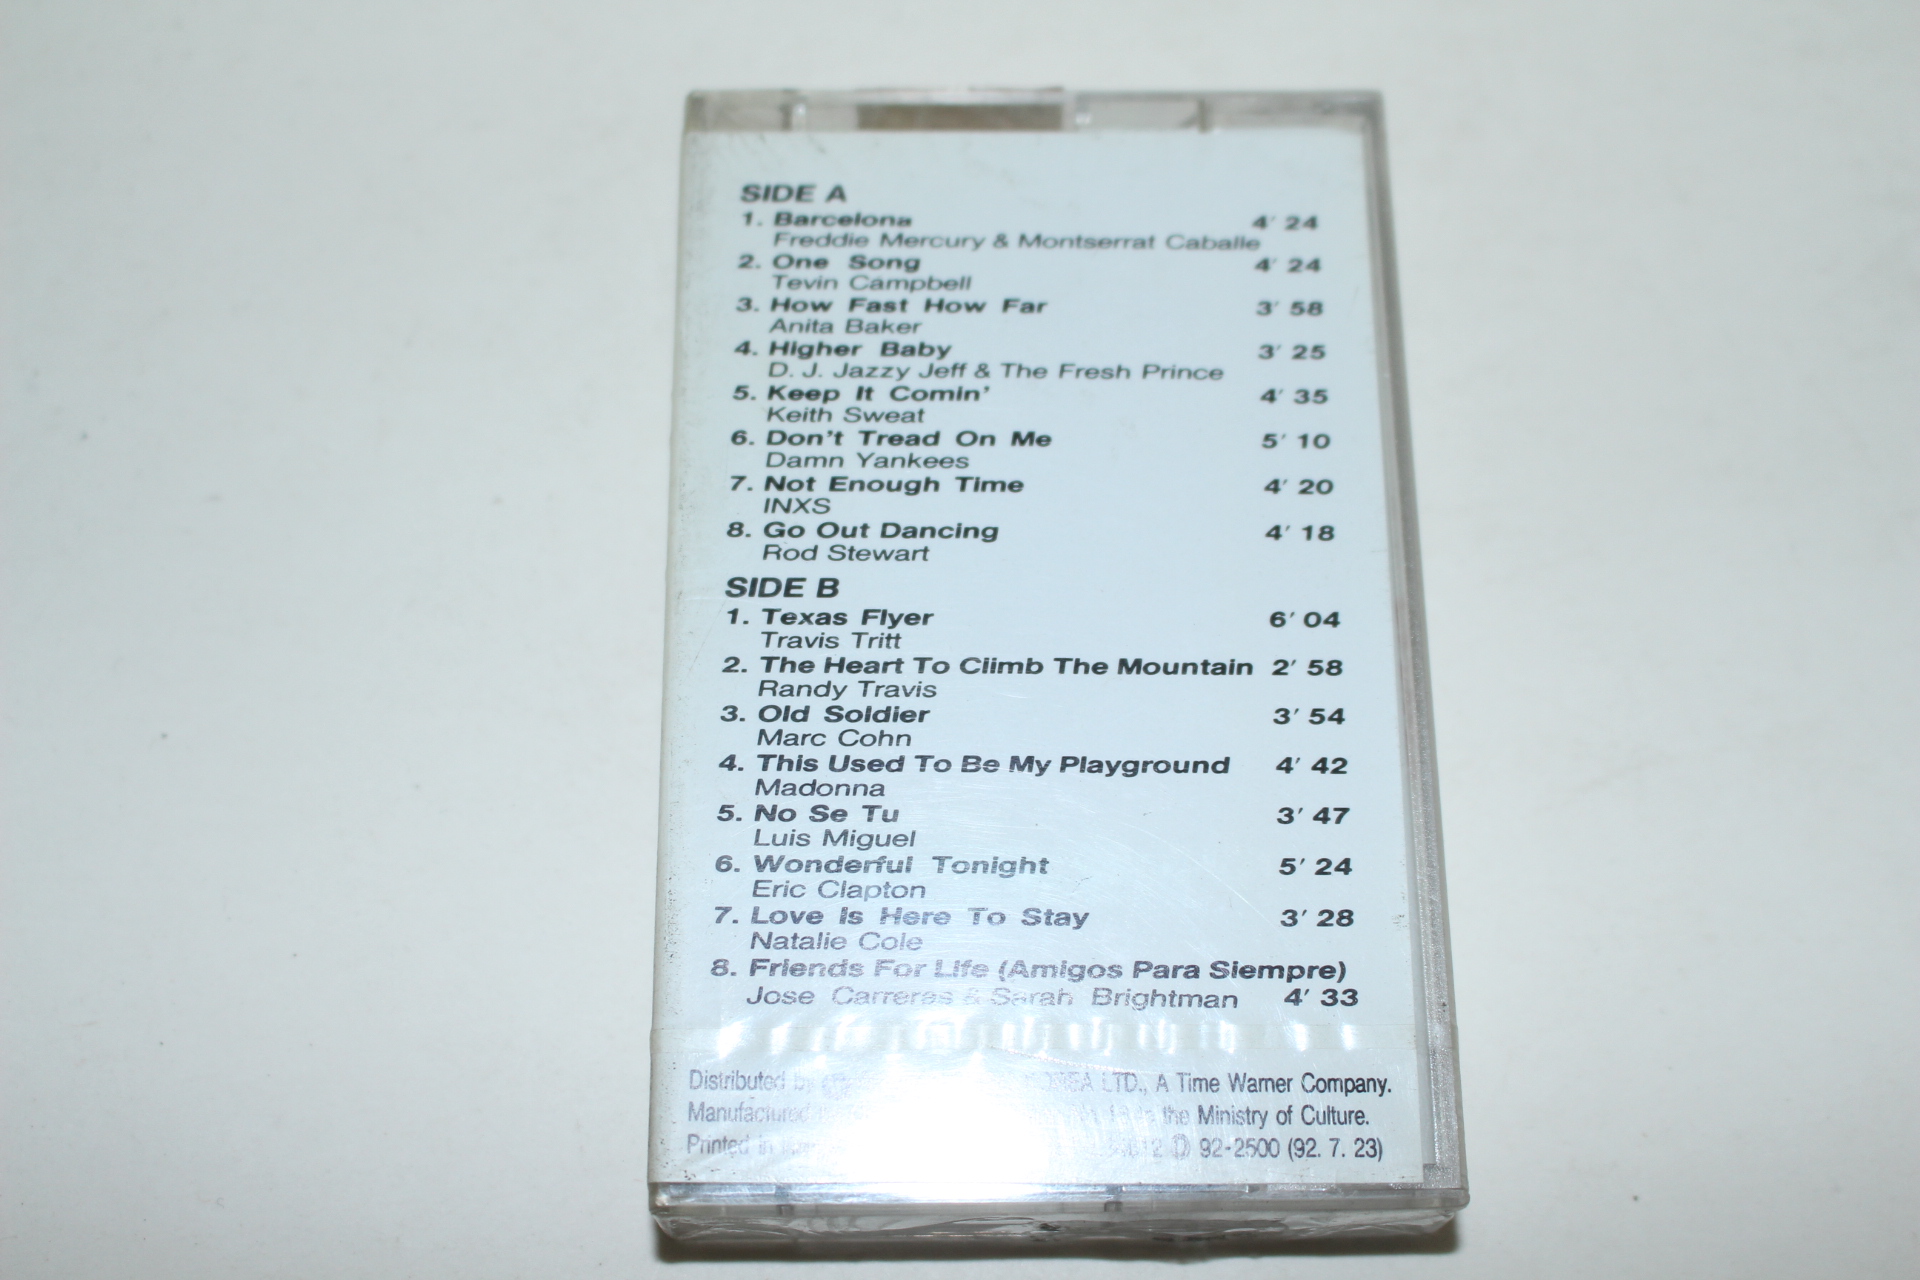 SIDE A
1. Barcelona 4' 24
Freddie Mercury & Montserrat Caballe
2. One Song 4' 24
Tevin Campbell
3. How Fast How Far 3' 58
Anita Baker
4. Higher Baby 3' 25
D. J. Jazzy Jeff & The Fresh Prince
5. Keep It Comin' 4' 35
Keith Sweat
6. Don't Tread On Me 5' 10
Damn Yankees
7. Not Enough Time 4' 20
INXS
8. Go Out Dancing 4' 18
Rod Stewart
SIDE B
1. Texas Flyer 6' 04
Travis Tritt
2. The Heart To Climb The Mountain 2' 58
Randy Travis
3. Old Soldier 3' 54
Marc Cohn
4. This Used To Be My Playground 4' 42
Madonna
5. No Se Tu 3' 47
Luis Miguel
6. Wonderful Tonight 5' 24
Eric Clapton
7. Love Is Here To Stay 3' 28
Natalie Cole
8. Friends For Life (Amigos Para Siempre)
Jose Carreras & Sarah Brightman 4' 33
Distributed by KOREA LTD., A Time Warner Company.
Manufactured the Ministry of Culture.
Printed in 92-2500 (92. 7. 23)